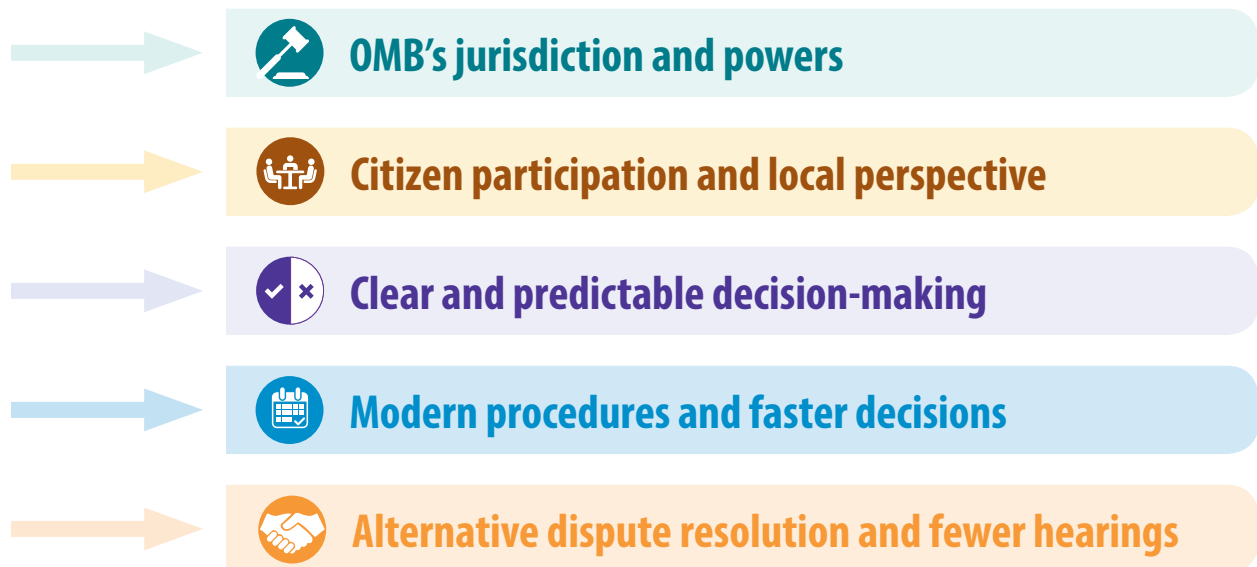 OMB’s jurisdiction and powers
Citizen participation and local perspective
Clear and predictable decision-making
Modern procedures and faster decisions
Alternative dispute resolution and fewer hearings